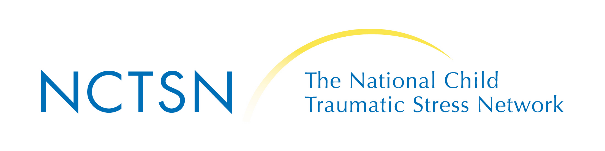 NCTSN
The National Child
Traumatic Stress Network